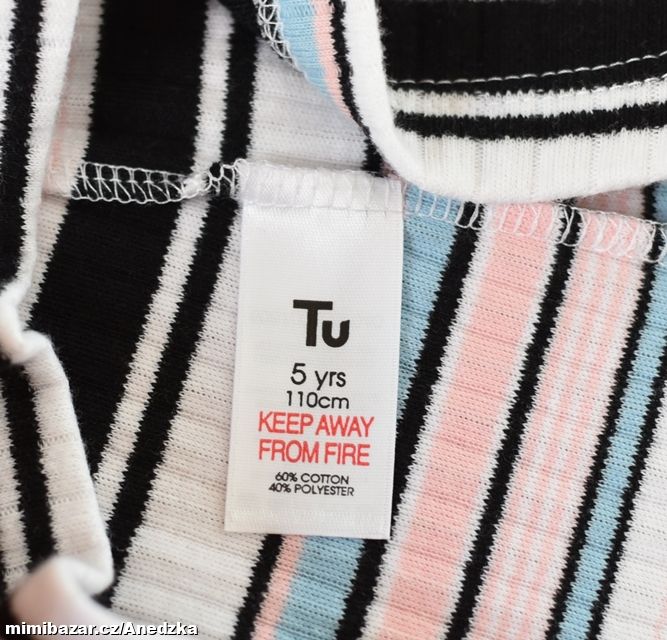 Tu
5 yrs
110cm
KEEP AWAY
FROM FIRE
60% COTTON
40% POLYESTER
mimibazar.cz/Anedzka